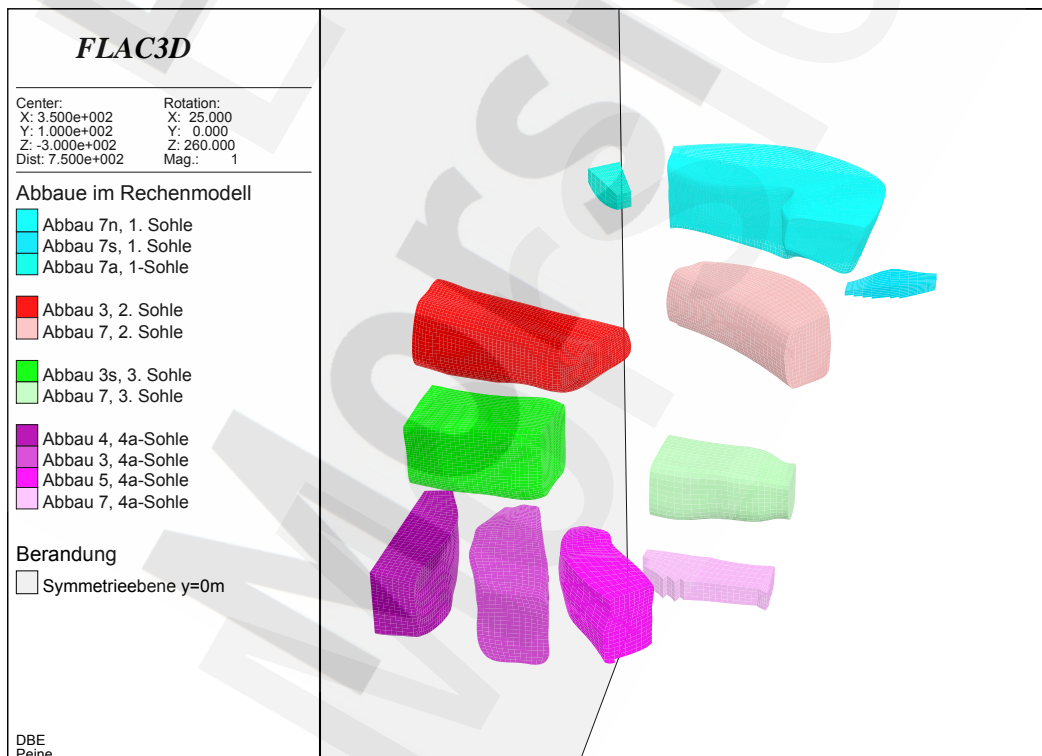 FLAC3D
Center:
X: 3.500e+002
Y: 1.000e+002
Z: -3.000e+002
Dist: 7.500e+002
Rotation:
X: 25.000
Y: 0.000
Z: 260.000
Mag.: 1
Abbaue im Rechenmodell
Abbau 7n, 1. Sohle
Abbau 7s, 1. Sohle
Abbau 7a, 1-Sohle
Abbau 3, 2. Sohle
Abbau 7, 2. Sohle
Abbau 3s, 3. Sohle
Abbau 7, 3. Sohle
Abbau 4, 4a-Sohle
Abbau 3, 4a-Sohle
Abbau 5, 4a-Sohle
Abbau 7, 4a-Sohle
Berandung
Symmetrieebene y=0m
DBE
Peine